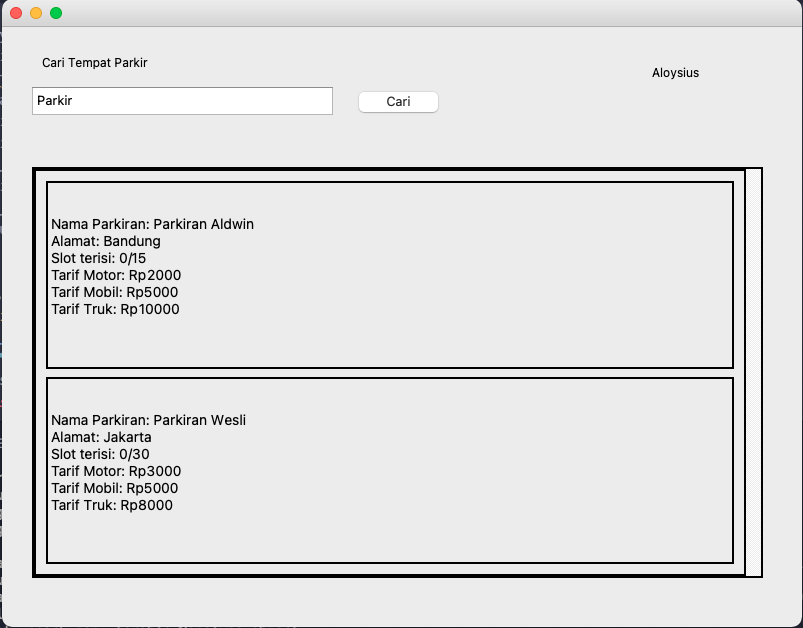 Cari Tempat Parkir
Aloysius
Parkir
Cari
Nama Parkiran: Parkiran Aldwin
Alamat: Bandung
Slot terisi: 0/15
Tarif Motor: Rp2000
Tarif Mobil: Rp5000
Tarif Truk: Rp10000
Nama Parkiran: Parkiran Wesli
Alamat: Jakarta
Slot terisi: 0/30
Tarif Motor: Rp3000
Tarif Mobil: Rp5000
Tarif Truk: Rp8000